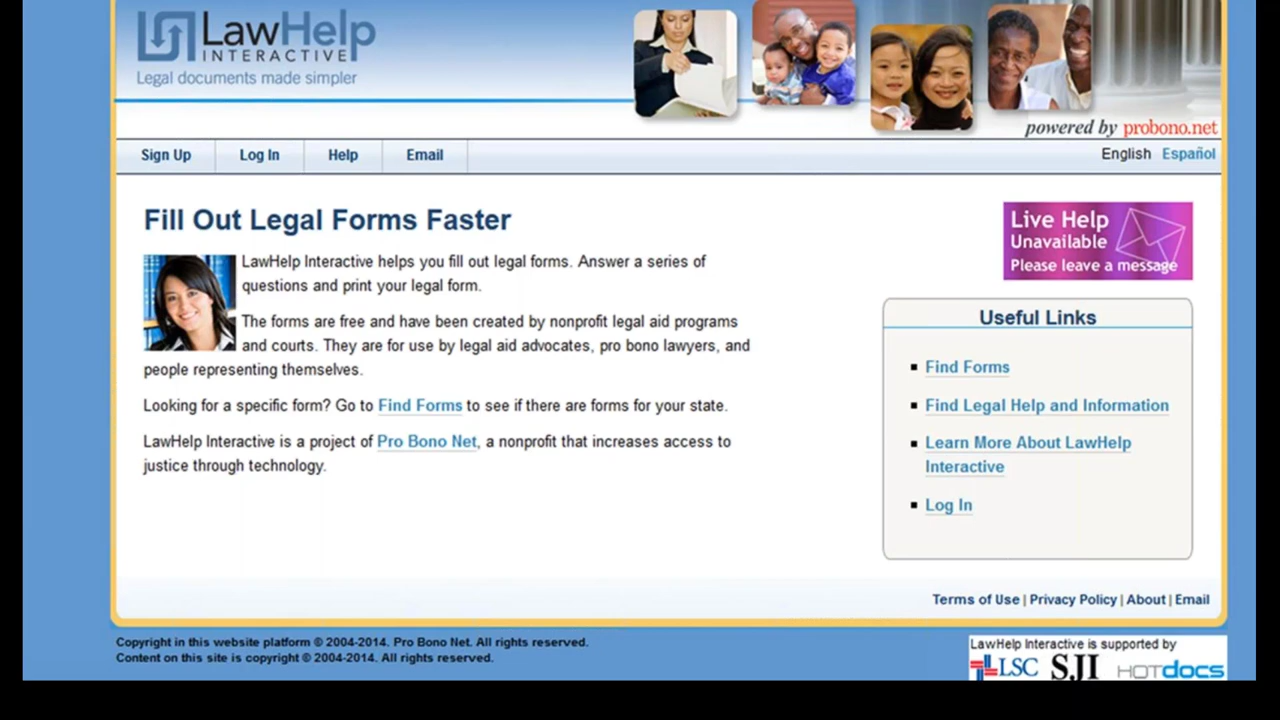 LawHelp
INTERACTIVE
Legal documents made simpler
powered by probono.net
Sign Up Log In Help Email English Español
Fill Out Legal Forms Faster
LawHelp Interactive helps you fill out legal forms. Answer a series of
questions and print your legal form.
The forms are free and have been created by nonprofit legal aid programs
and courts. They are for use by legal aid advocates, pro bono lawyers, and
people representing themselves.
Looking for a specific form? Go to Find Forms to see if there are forms for your state.
LawHelp Interactive is a project of Pro Bono Net, a nonprofit that increases access to
justice through technology.
Live Help
Unavailable
Please leave a message
Useful Links
Find Forms
Find Legal Help and Information
Learn More About LawHelp
Interactive
Log In
Terms of Use | Privacy Policy | About | Email
Copyright in this website platform © 2004-2014. Pro Bono Net. All rights reserved.
Content on this site is copyright © 2004-2014. All rights reserved.
LawHelp Interactive is supported by
LSC SJI HOTDOCS